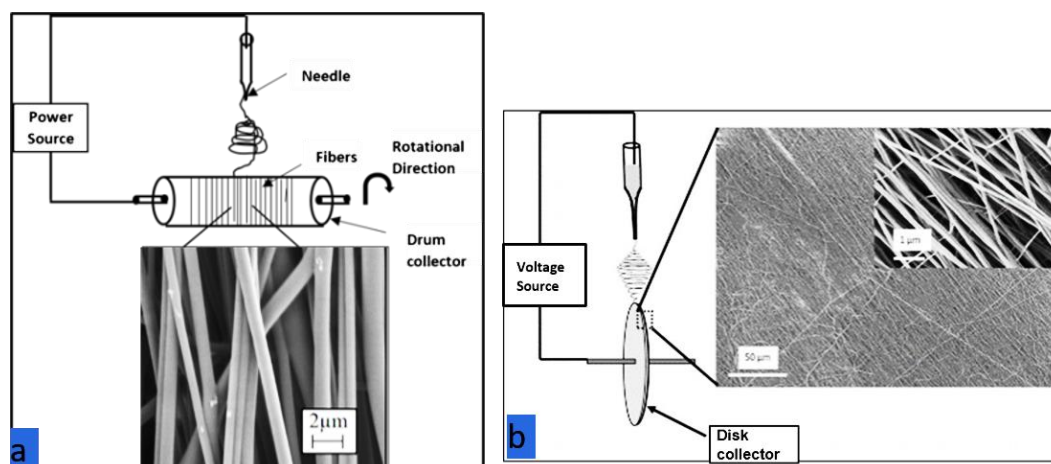 Needle
Power
Source
Fibers
Rotational
Direction
Drum
collector
2μm
a
Voltage
Source
1 μm
50 μm
Disk
collector
b